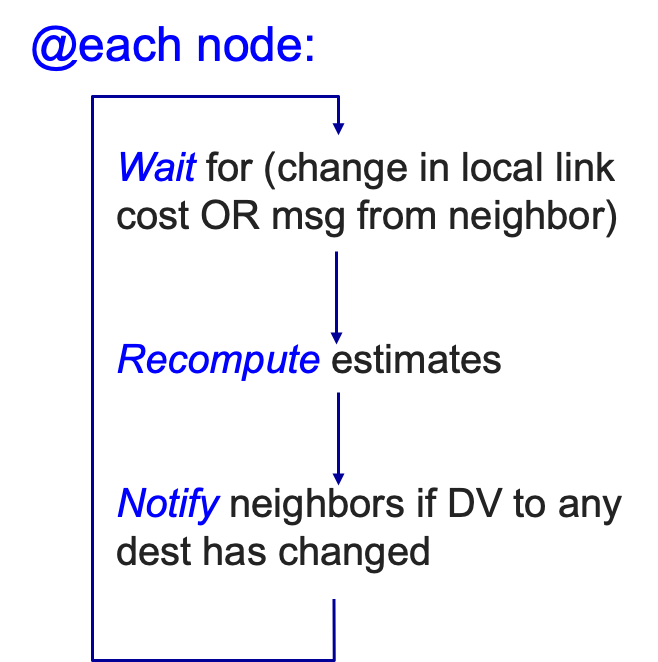 @each node:
Wait for (change in local link
cost OR msg from neighbor)
Recompute estimates
Notify neighbors if DV to any
dest has changed